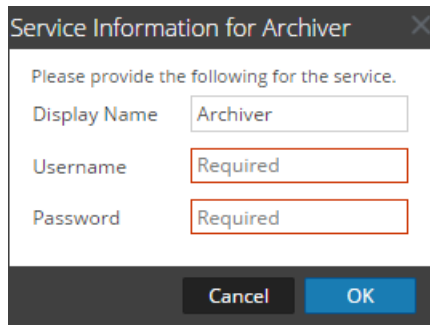 Service Information for Archiver
Please provide the following for the service.
Display Name Archiver
Username Required
Password Required
Cancel OK